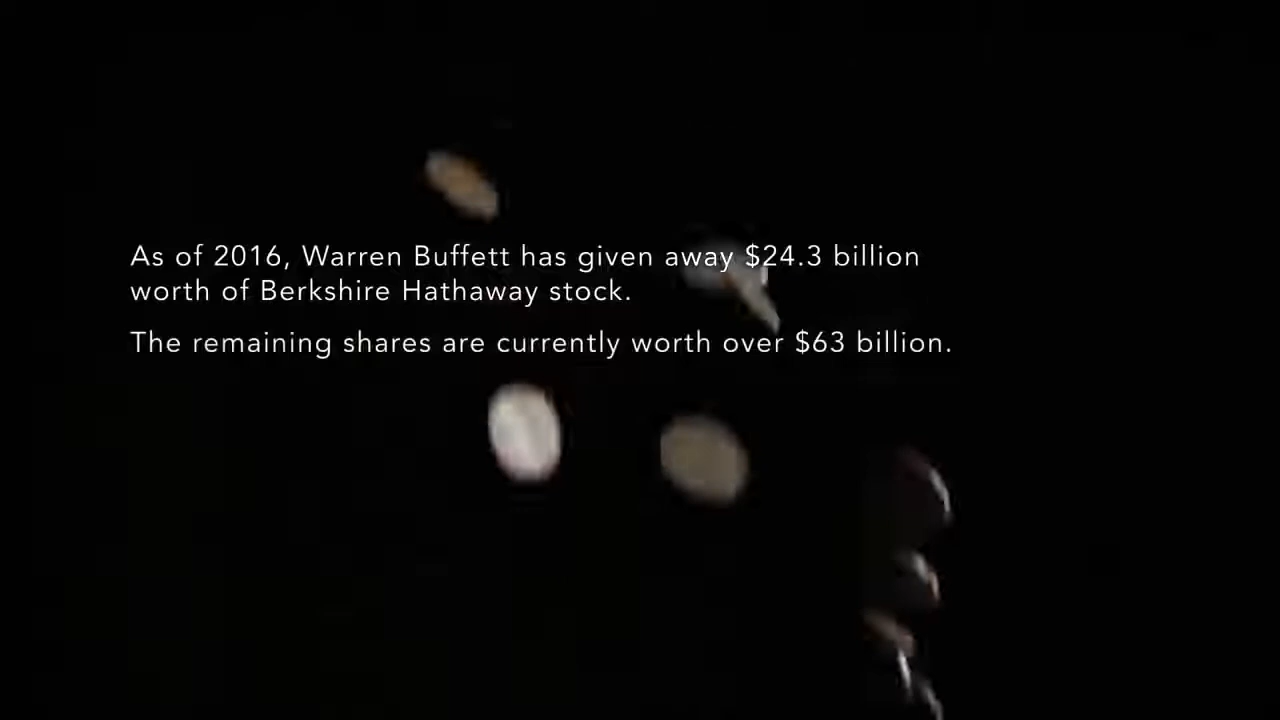 As of 2016, Warren Buffett has given away $24.3 billion
worth of Berkshire Hathaway stock.
The remaining shares are currently worth over $63 billion.